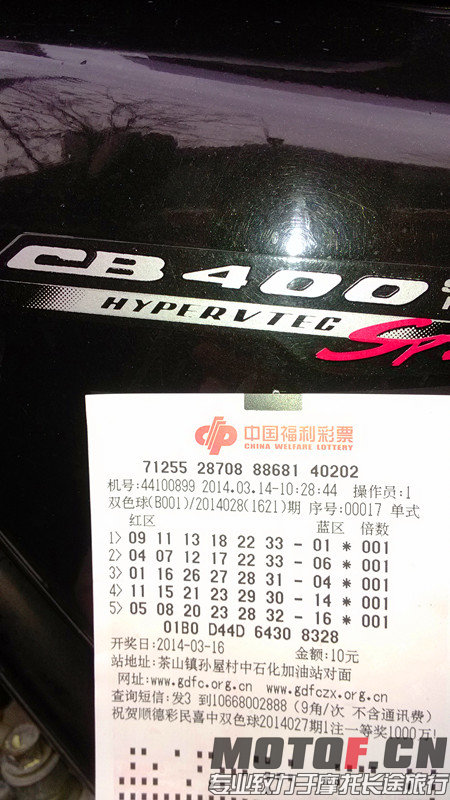 CB400
HYPERVTEC
中国福利彩票
CHINA WELFARE LOTTERY
71255 28708 88681 40202
机号:44100899 2014.03.14-10:28:44 操作员:1
双色球(B001)/2014028(1621)期 序号:00017 单式
红区 蓝区 倍数
1> 09 11 13 18 22 33 - 01 * 001
2> 04 07 12 17 22 33 - 06 * 001
3> 01 16 26 27 28 31 - 04 * 001
4> 11 15 21 23 29 30 - 14 * 001
5> 05 08 20 23 28 32 - 16 * 001
01B0 D44D 6430 8328
开奖日:2014-03-16 金额:10元
站地址:茶山镇孙屋村中石化加油站对面
网址:www.gdfc.org.cn www.gdfczx.org.cn
查询短信:发3 到10668002888 (9角/次 不含通讯费)
祝贺顺德彩民喜中双色球2014027期1注一等奖1000万!
MOTOF.CN
专业致力于摩托长途旅行